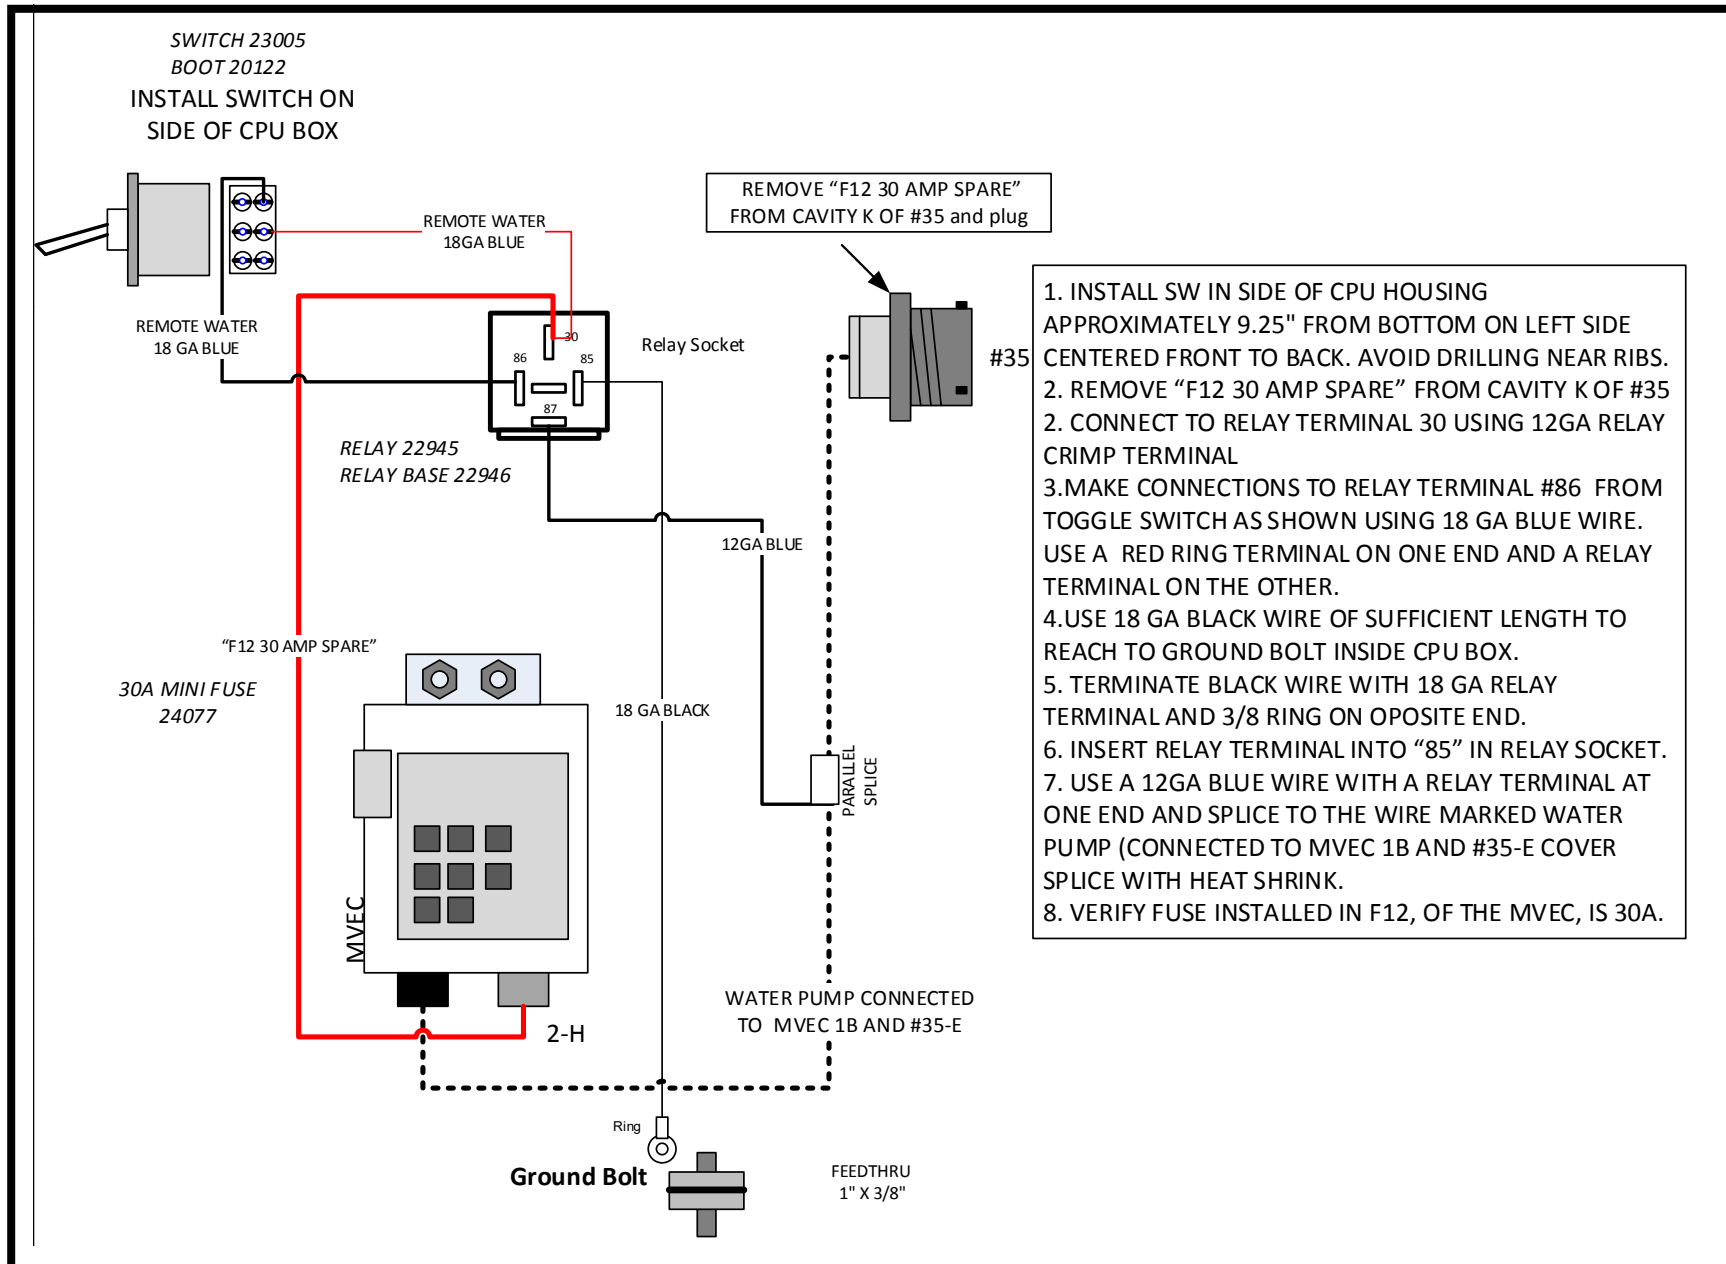 SWITCH 23005
BOOT 20122
INSTALL SWITCH ON
SIDE OF CPU BOX
REMOTE WATER
18GA BLUE
REMOTE WATER
18 GA BLUE
REMOVE “F12 30 AMP SPARE”
FROM CAVITY K OF #35 and plug
#35
30
86
85
87
Relay Socket
RELAY 22945
RELAY BASE 22946
12GA BLUE
“F12 30 AMP SPARE”
30A MINI FUSE
24077
18 GA BLACK
PARALLEL
SPLICE
MVEC
2-H
WATER PUMP CONNECTED
TO MVEC 1B AND #35-E
Ring
Ground Bolt
FEEDTHRU
1" X 3/8"
1. INSTALL SW IN SIDE OF CPU HOUSING
APPROXIMATELY 9.25" FROM BOTTOM ON LEFT SIDE
CENTERED FRONT TO BACK. AVOID DRILLING NEAR RIBS.
2. REMOVE “F12 30 AMP SPARE” FROM CAVITY K OF #35
2. CONNECT TO RELAY TERMINAL 30 USING 12GA RELAY
CRIMP TERMINAL
3.MAKE CONNECTIONS TO RELAY TERMINAL #86 FROM
TOGGLE SWITCH AS SHOWN USING 18 GA BLUE WIRE.
USE A RED RING TERMINAL ON ONE END AND A RELAY
TERMINAL ON THE OTHER.
4.USE 18 GA BLACK WIRE OF SUFFICIENT LENGTH TO
REACH TO GROUND BOLT INSIDE CPU BOX.
5. TERMINATE BLACK WIRE WITH 18 GA RELAY
TERMINAL AND 3/8 RING ON OPOSITE END.
6. INSERT RELAY TERMINAL INTO “85” IN RELAY SOCKET.
7. USE A 12GA BLUE WIRE WITH A RELAY TERMINAL AT
ONE END AND SPLICE TO THE WIRE MARKED WATER
PUMP (CONNECTED TO MVEC 1B AND #35-E COVER
SPLICE WITH HEAT SHRINK.
8. VERIFY FUSE INSTALLED IN F12, OF THE MVEC, IS 30A.